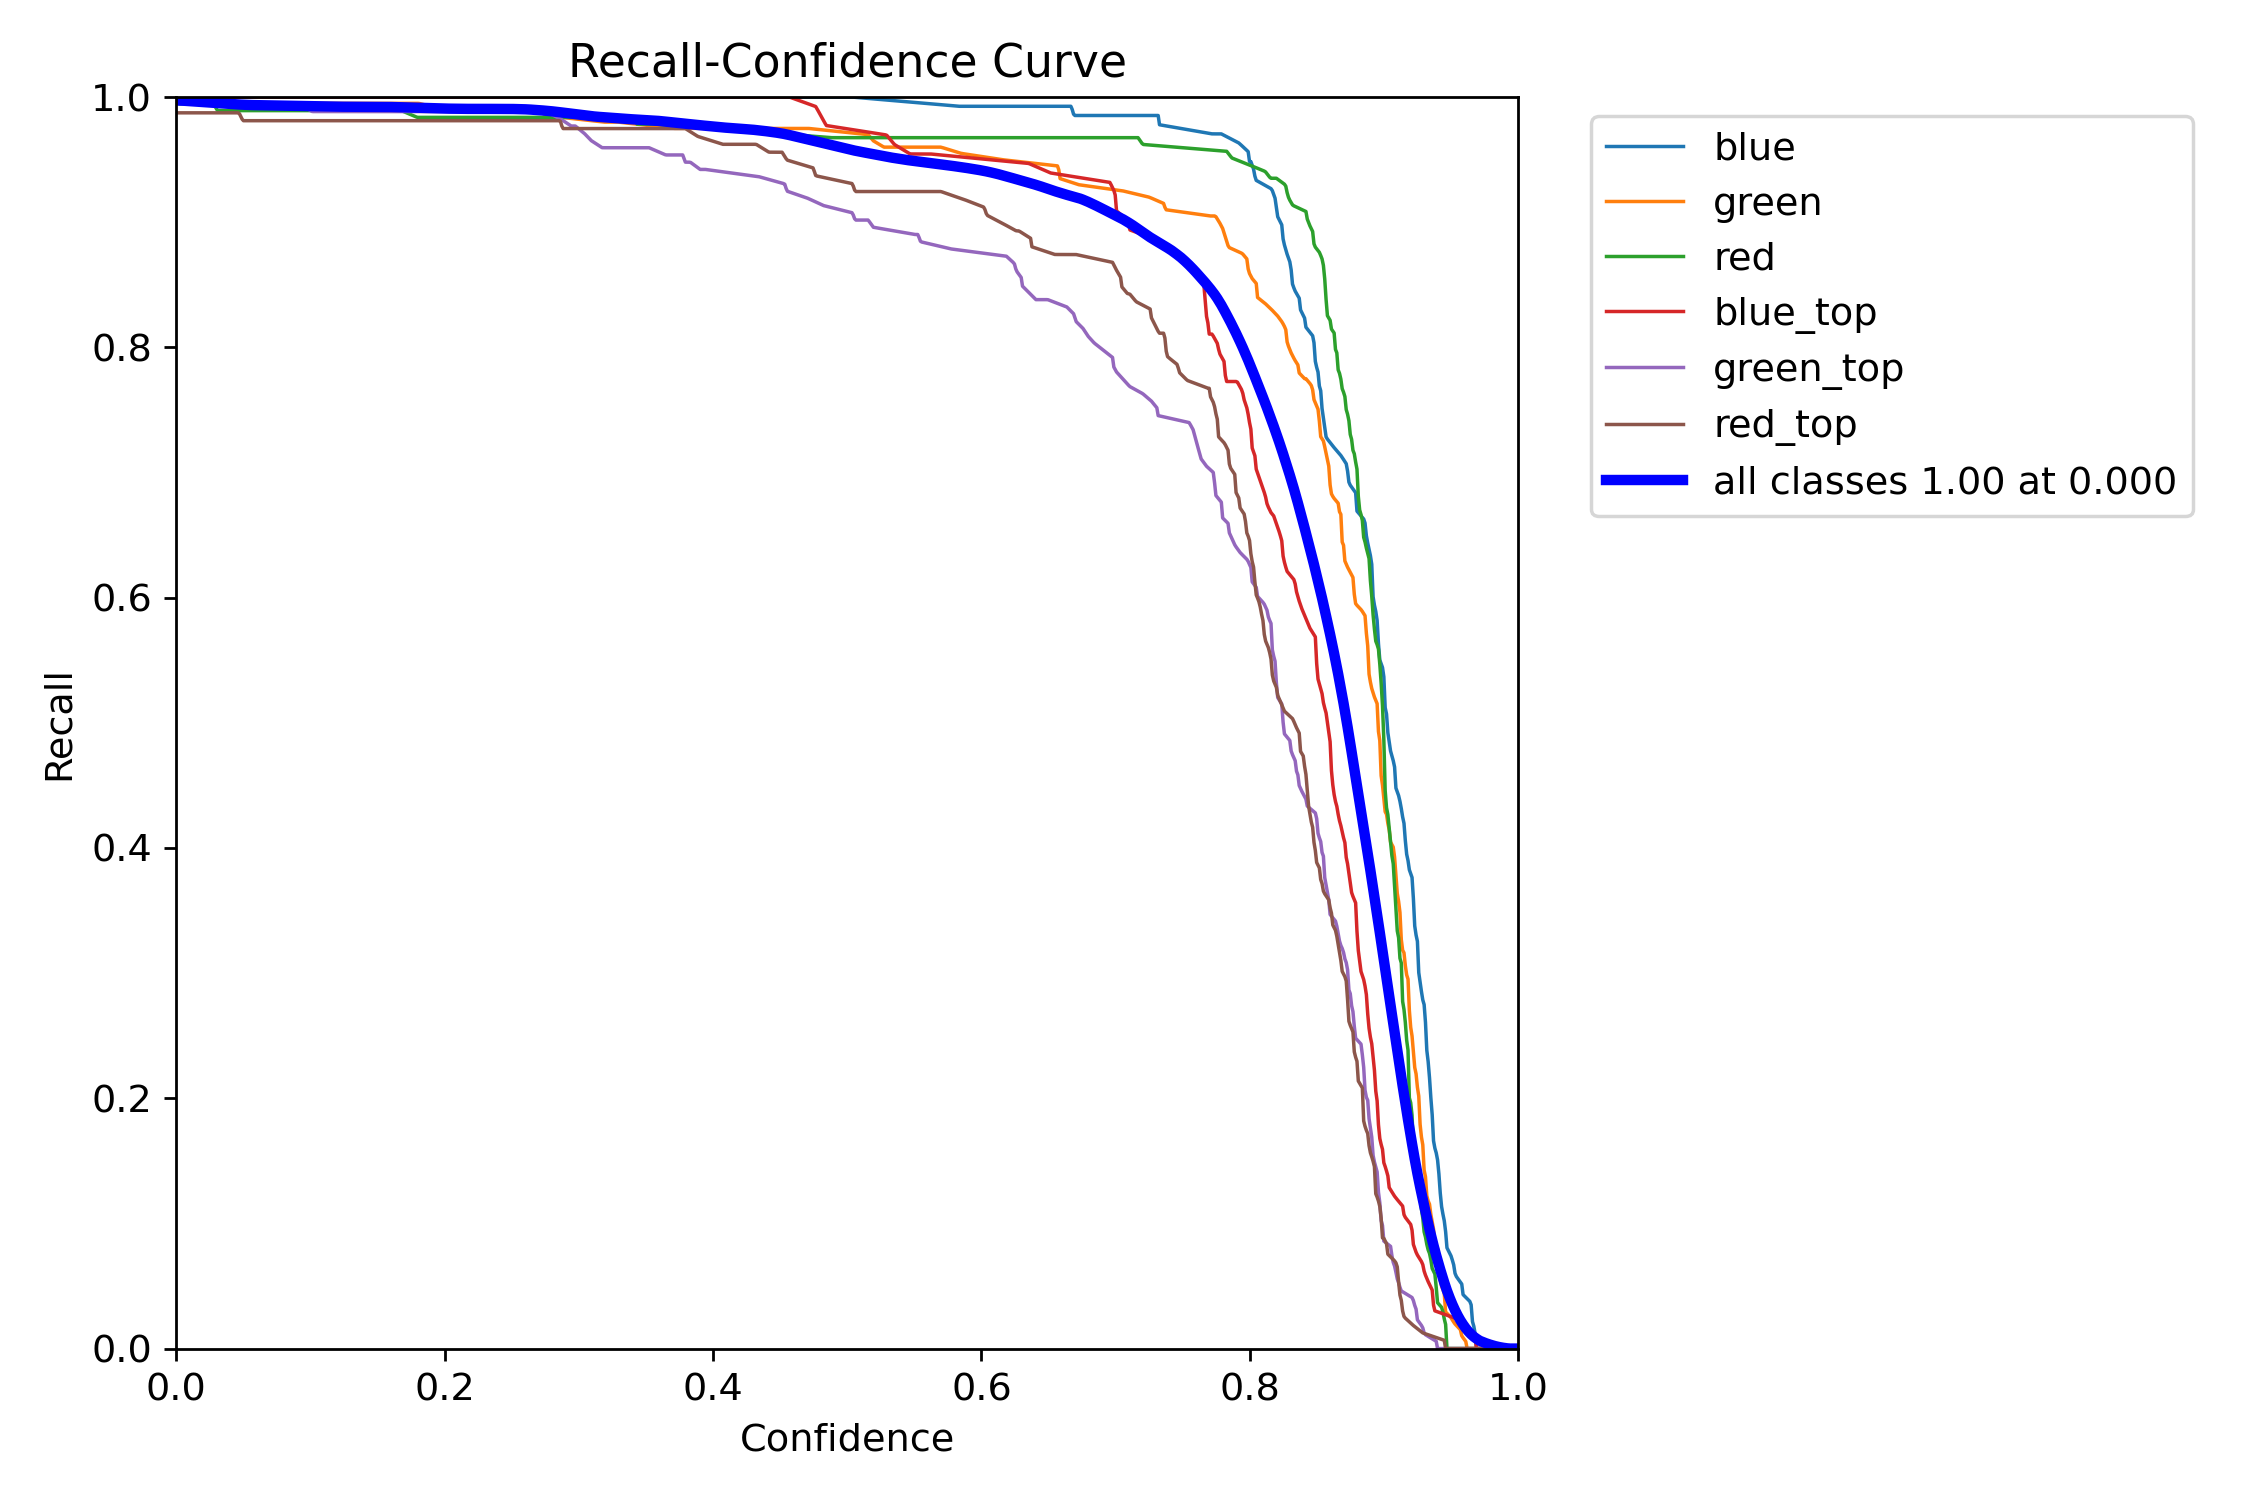 Recall-Confidence Curve
1.0
0.8
0.6
0.4
0.2
0.0
Recall
0.0 0.2 0.4 0.6 0.8 1.0
Confidence
blue
green
red
blue_top
green_top
red_top
all classes 1.00 at 0.000